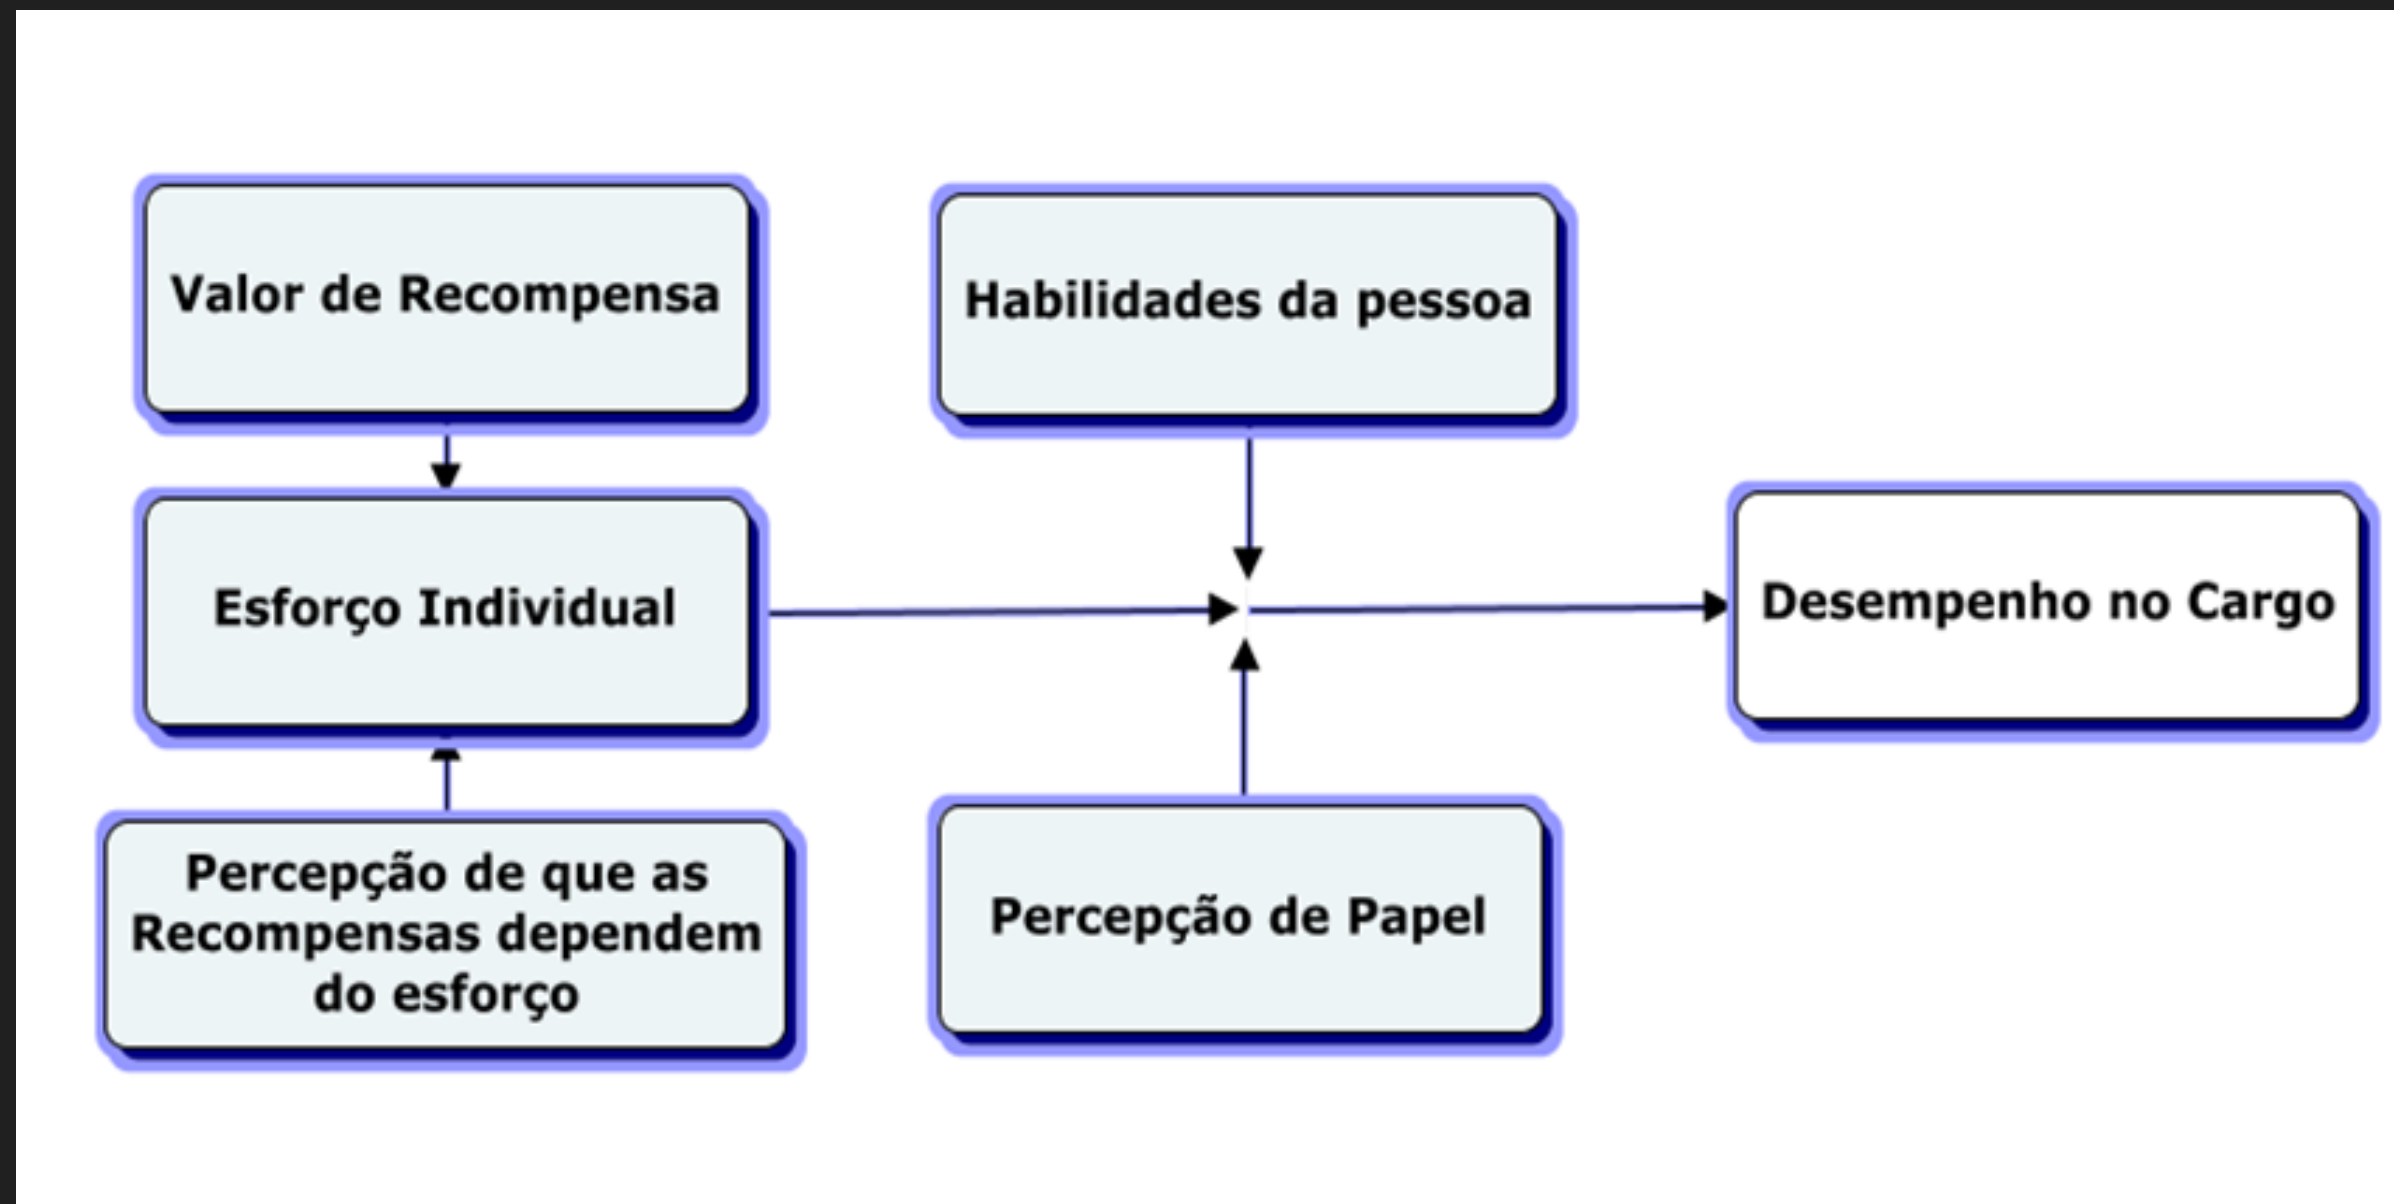 Valor de Recompensa
Habilidades da pessoa
Esforço Individual
Desempenho no Cargo
Percepção de que as
Recompensas dependem
do esforço
Percepção de Papel